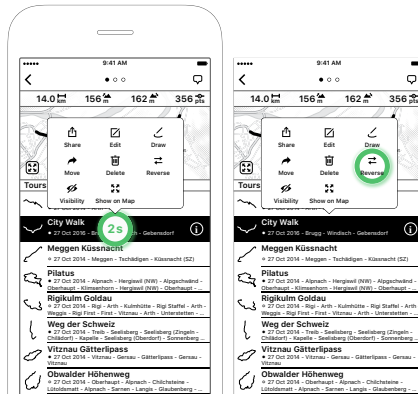 9:41 AM
14.0 km 156 m 162 m 356 pts
Share Edit Draw
Move Delete Reverse
Visibility Show on Map
Tours
City Walk
27 Oct 2016 - Brugg - Gebensdorf
2s
Meggen Küssnacht
27 Oct 2014 - Meggen - Tschädigen - Küssnacht (SZ)
Pilatus
27 Oct 2014 - Alpnach - Hergiswil (NW) - Alpgschwänd -
Oberhaupt - Klimsenhorn - Hergiswil (NW) - Oberhaupt - ...
Rigikulm Goldau
27 Oct 2014 - Rigi - Arth - Kulmhütte - Rigi Staffel - Arth -
Weggis - Rigi First - First - Vitznau - Arth - Unterstetten - ...
Weg der Schweiz
27 Oct 2014 - Treib - Seelisberg - Seelisberg (Zingeln -
Chilädorf) - Kapelle - Seelisberg (Oberdorf) - Sonnenberg ...
Vitznau Gätterlipass
27 Oct 2014 - Vitznau - Gersau - Gätterlipass - Gersau -
Vitznau
Obwalder Höhenweg
27 Oct 2014 - Oberhaupt - Alpnach - Chilchsteine -
Lütoldsmatt - Alpnach - Sarnen - Langis - Glaubenberg - ...
9:41 AM
14.0 km 156 m 162 m 356 pts
Share Edit Draw
Move Delete Reverse
Visibility Show on Map
Tours
City Walk
27 Oct 2016 - Brugg - Windisch - Gebensdorf
Meggen Küssnacht
27 Oct 2014 - Meggen - Tschädigen - Küssnacht (SZ)
Pilatus
27 Oct 2014 - Alpnach - Hergiswil (NW) - Alpgschwänd -
Oberhaupt - Klimsenhorn - Hergiswil (NW) - Oberhaupt - ...
Rigikulm Goldau
27 Oct 2014 - Rigi - Arth - Kulmhütte - Rigi Staffel - Arth -
Weggis - Rigi First - First - Vitznau - Arth - Unterstetten - ...
Weg der Schweiz
27 Oct 2014 - Treib - Seelisberg - Seelisberg (Zingeln -
Chilädorf) - Kapelle - Seelisberg (Oberdorf) - Sonnenberg ...
Vitznau Gätterlipass
27 Oct 2014 - Vitznau - Gersau - Gätterlipass - Gersau -
Vitznau
Obwalder Höhenweg
27 Oct 2014 - Oberhaupt - Alpnach - Chilchsteine -
Lütoldsmatt - Alpnach - Sarnen - Langis - Glaubenberg - ...